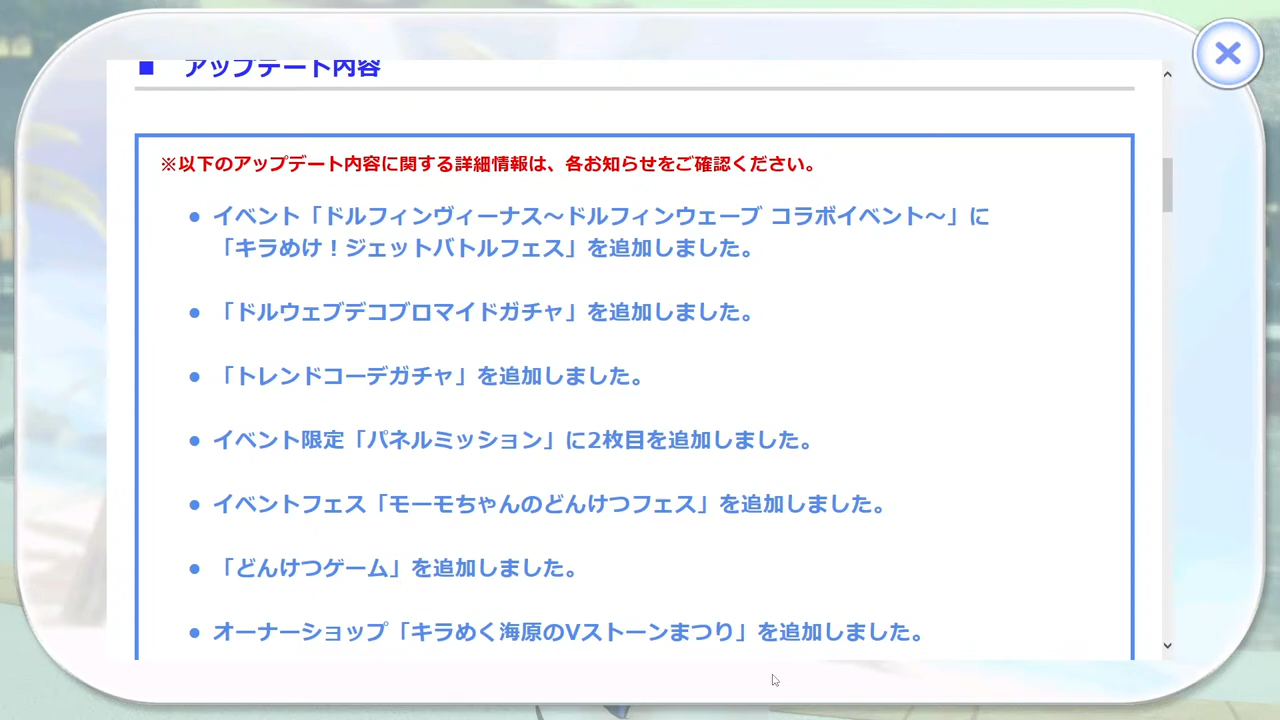 ■ アップデート内容
※以下のアップデート内容に関する詳細情報は、各お知らせをご確認ください。
● イベント「ドルフィンヴィーナス～ドルフィンウェーブ コラボイベント～」に
「キラめけ！ジェットバトルフェス」を追加しました。
● 「ドルウェブデコブロマイドガチャ」を追加しました。
● 「トレンドコーデガチャ」を追加しました。
● イベント限定「パネルミッション」に2枚目を追加しました。
● イベントフェス「モーモちゃんのどんけつフェス」を追加しました。
● 「どんけつゲーム」を追加しました。
● オーナーショップ「キラめく海原のVストーンまつり」を追加しました。